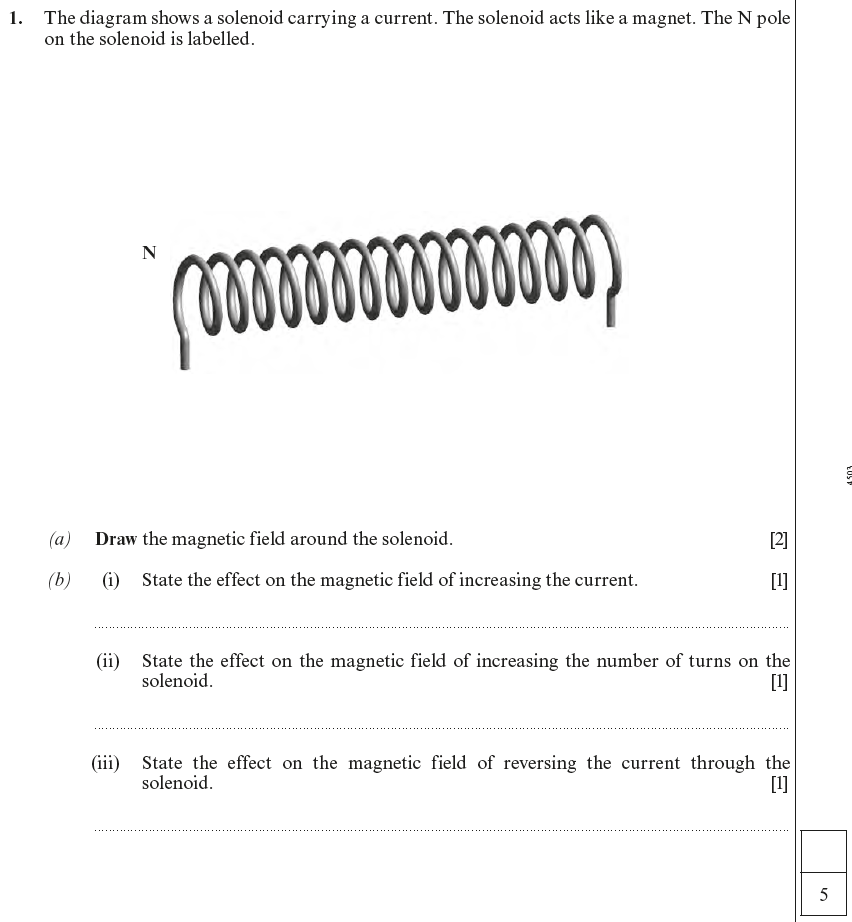 1. The diagram shows a solenoid carrying a current. The solenoid acts like a magnet. The N pole
on the solenoid is labelled.
N
4503
(a) Draw the magnetic field around the solenoid. [2]
(b) (i) State the effect on the magnetic field of increasing the current. [1]
(ii) State the effect on the magnetic field of increasing the number of turns on the
solenoid. [1]
(iii) State the effect on the magnetic field of reversing the current through the
solenoid. [1]
5